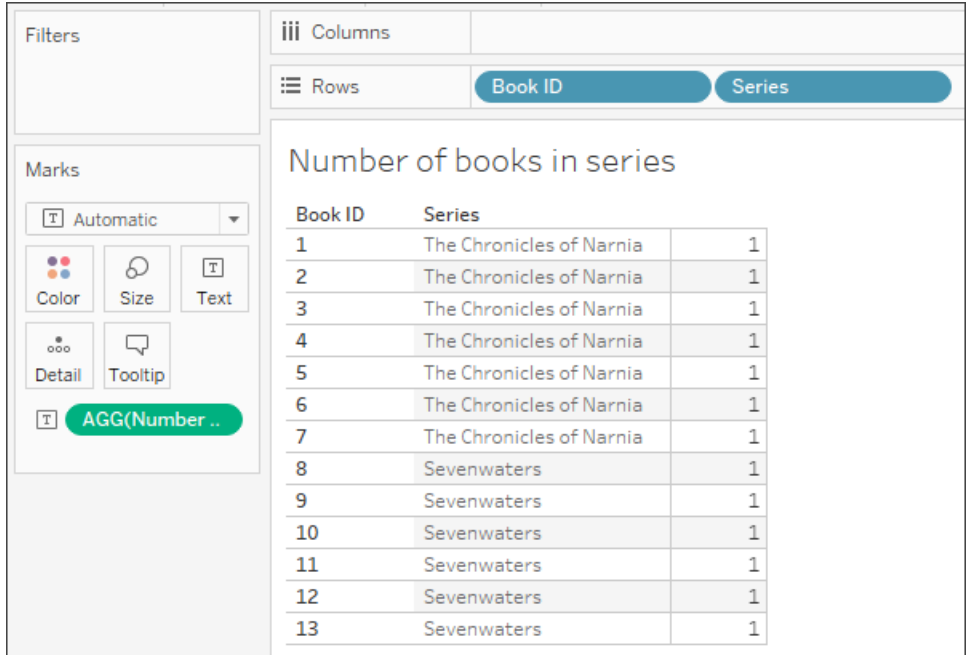 Filters
Columns
Rows Book ID Series
Marks
T Automatic
Color Size T Text
Detail Tooltip
T AGG(Number ..
Number of books in series
Book ID Series
1 The Chronicles of Narnia 1
2 The Chronicles of Narnia 1
3 The Chronicles of Narnia 1
4 The Chronicles of Narnia 1
5 The Chronicles of Narnia 1
6 The Chronicles of Narnia 1
7 The Chronicles of Narnia 1
8 Sevenwaters 1
9 Sevenwaters 1
10 Sevenwaters 1
11 Sevenwaters 1
12 Sevenwaters 1
13 Sevenwaters 1